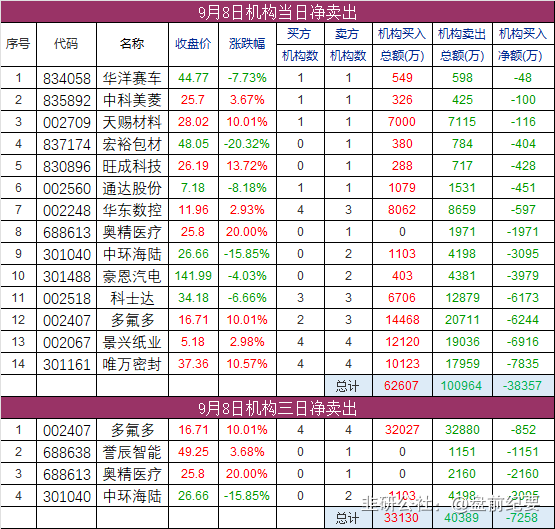 9月8日机构当日净卖出
序号 代码 名称 收盘价 涨跌幅 买方机构数 卖方机构数 机构买入总额(万) 机构卖出总额(万) 机构买入净额(万)
1 834058 华洋赛车 44.77 -7.73% 1 1 549 598 -48
2 835892 中科美菱 25.7 3.67% 1 1 326 425 -100
3 002709 天赐材料 28.02 10.01% 1 1 7000 7115 -116
4 837174 宏裕包材 48.05 -20.32% 0 1 380 784 -404
5 830896 旺成科技 26.19 13.72% 0 1 288 717 -428
6 002560 通达股份 7.18 -8.18% 1 1 1079 1531 -451
7 002248 华东数控 11.96 2.93% 4 3 8062 8659 -597
8 688613 奥精医疗 25.8 20.00% 0 1 0 1971 -1971
9 301040 中环海陆 26.66 -15.85% 0 2 1103 4198 -3095
10 301488 豪恩汽电 141.99 -4.03% 0 2 403 4381 -3979
11 002518 科士达 34.18 -6.66% 3 3 6706 12879 -6173
12 002407 多氟多 16.71 10.01% 2 3 14468 20711 -6244
13 002067 景兴纸业 5.18 2.98% 4 4 12120 19036 -6916
14 301161 唯万密封 37.36 10.57% 4 4 10123 17959 -7835
总计 62607 100964 -38357
9月8日机构三日净卖出
1 002407 多氟多 16.71 10.01% 4 4 32027 32880 -852
2 688638 誉辰智能 49.25 3.68% 0 1 0 1151 -1151
3 688613 奥精医疗 25.8 20.00% 0 1 0 2160 -2160
4 301040 中环海陆 26.66 -15.85% 0 2 1103 4198 -3095
总计 33130 40389 -7258
韭研公社：@盘前纪要